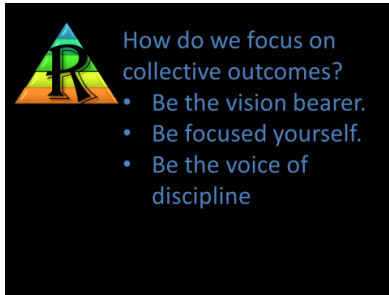 R
How do we focus on
collective outcomes?
• Be the vision bearer.
• Be focused yourself.
• Be the voice of
discipline